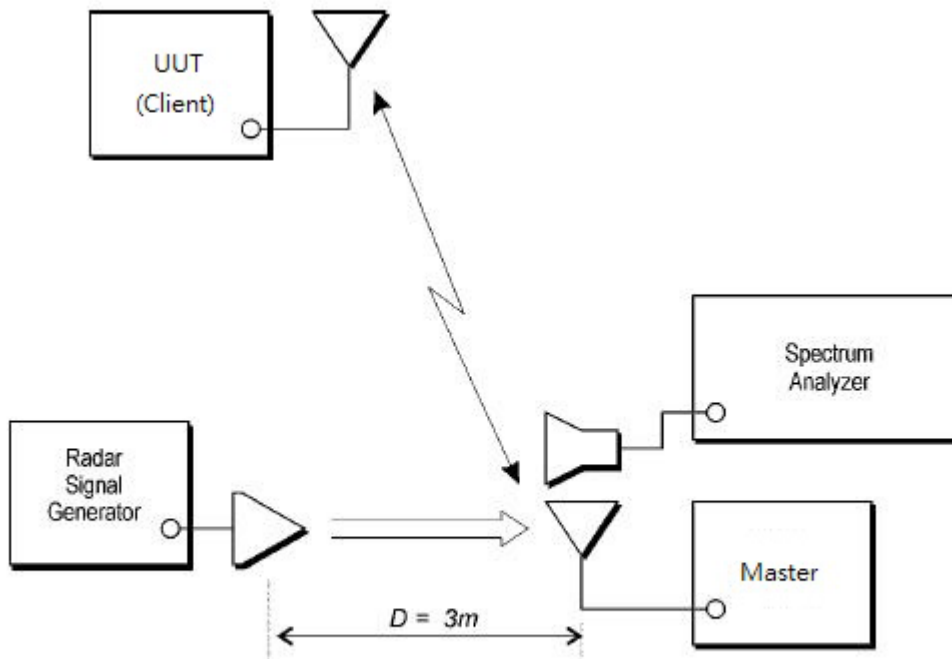 UUT
(Client)
Spectrum
Analyzer
Radar
Signal
Generator
Master
D = 3m